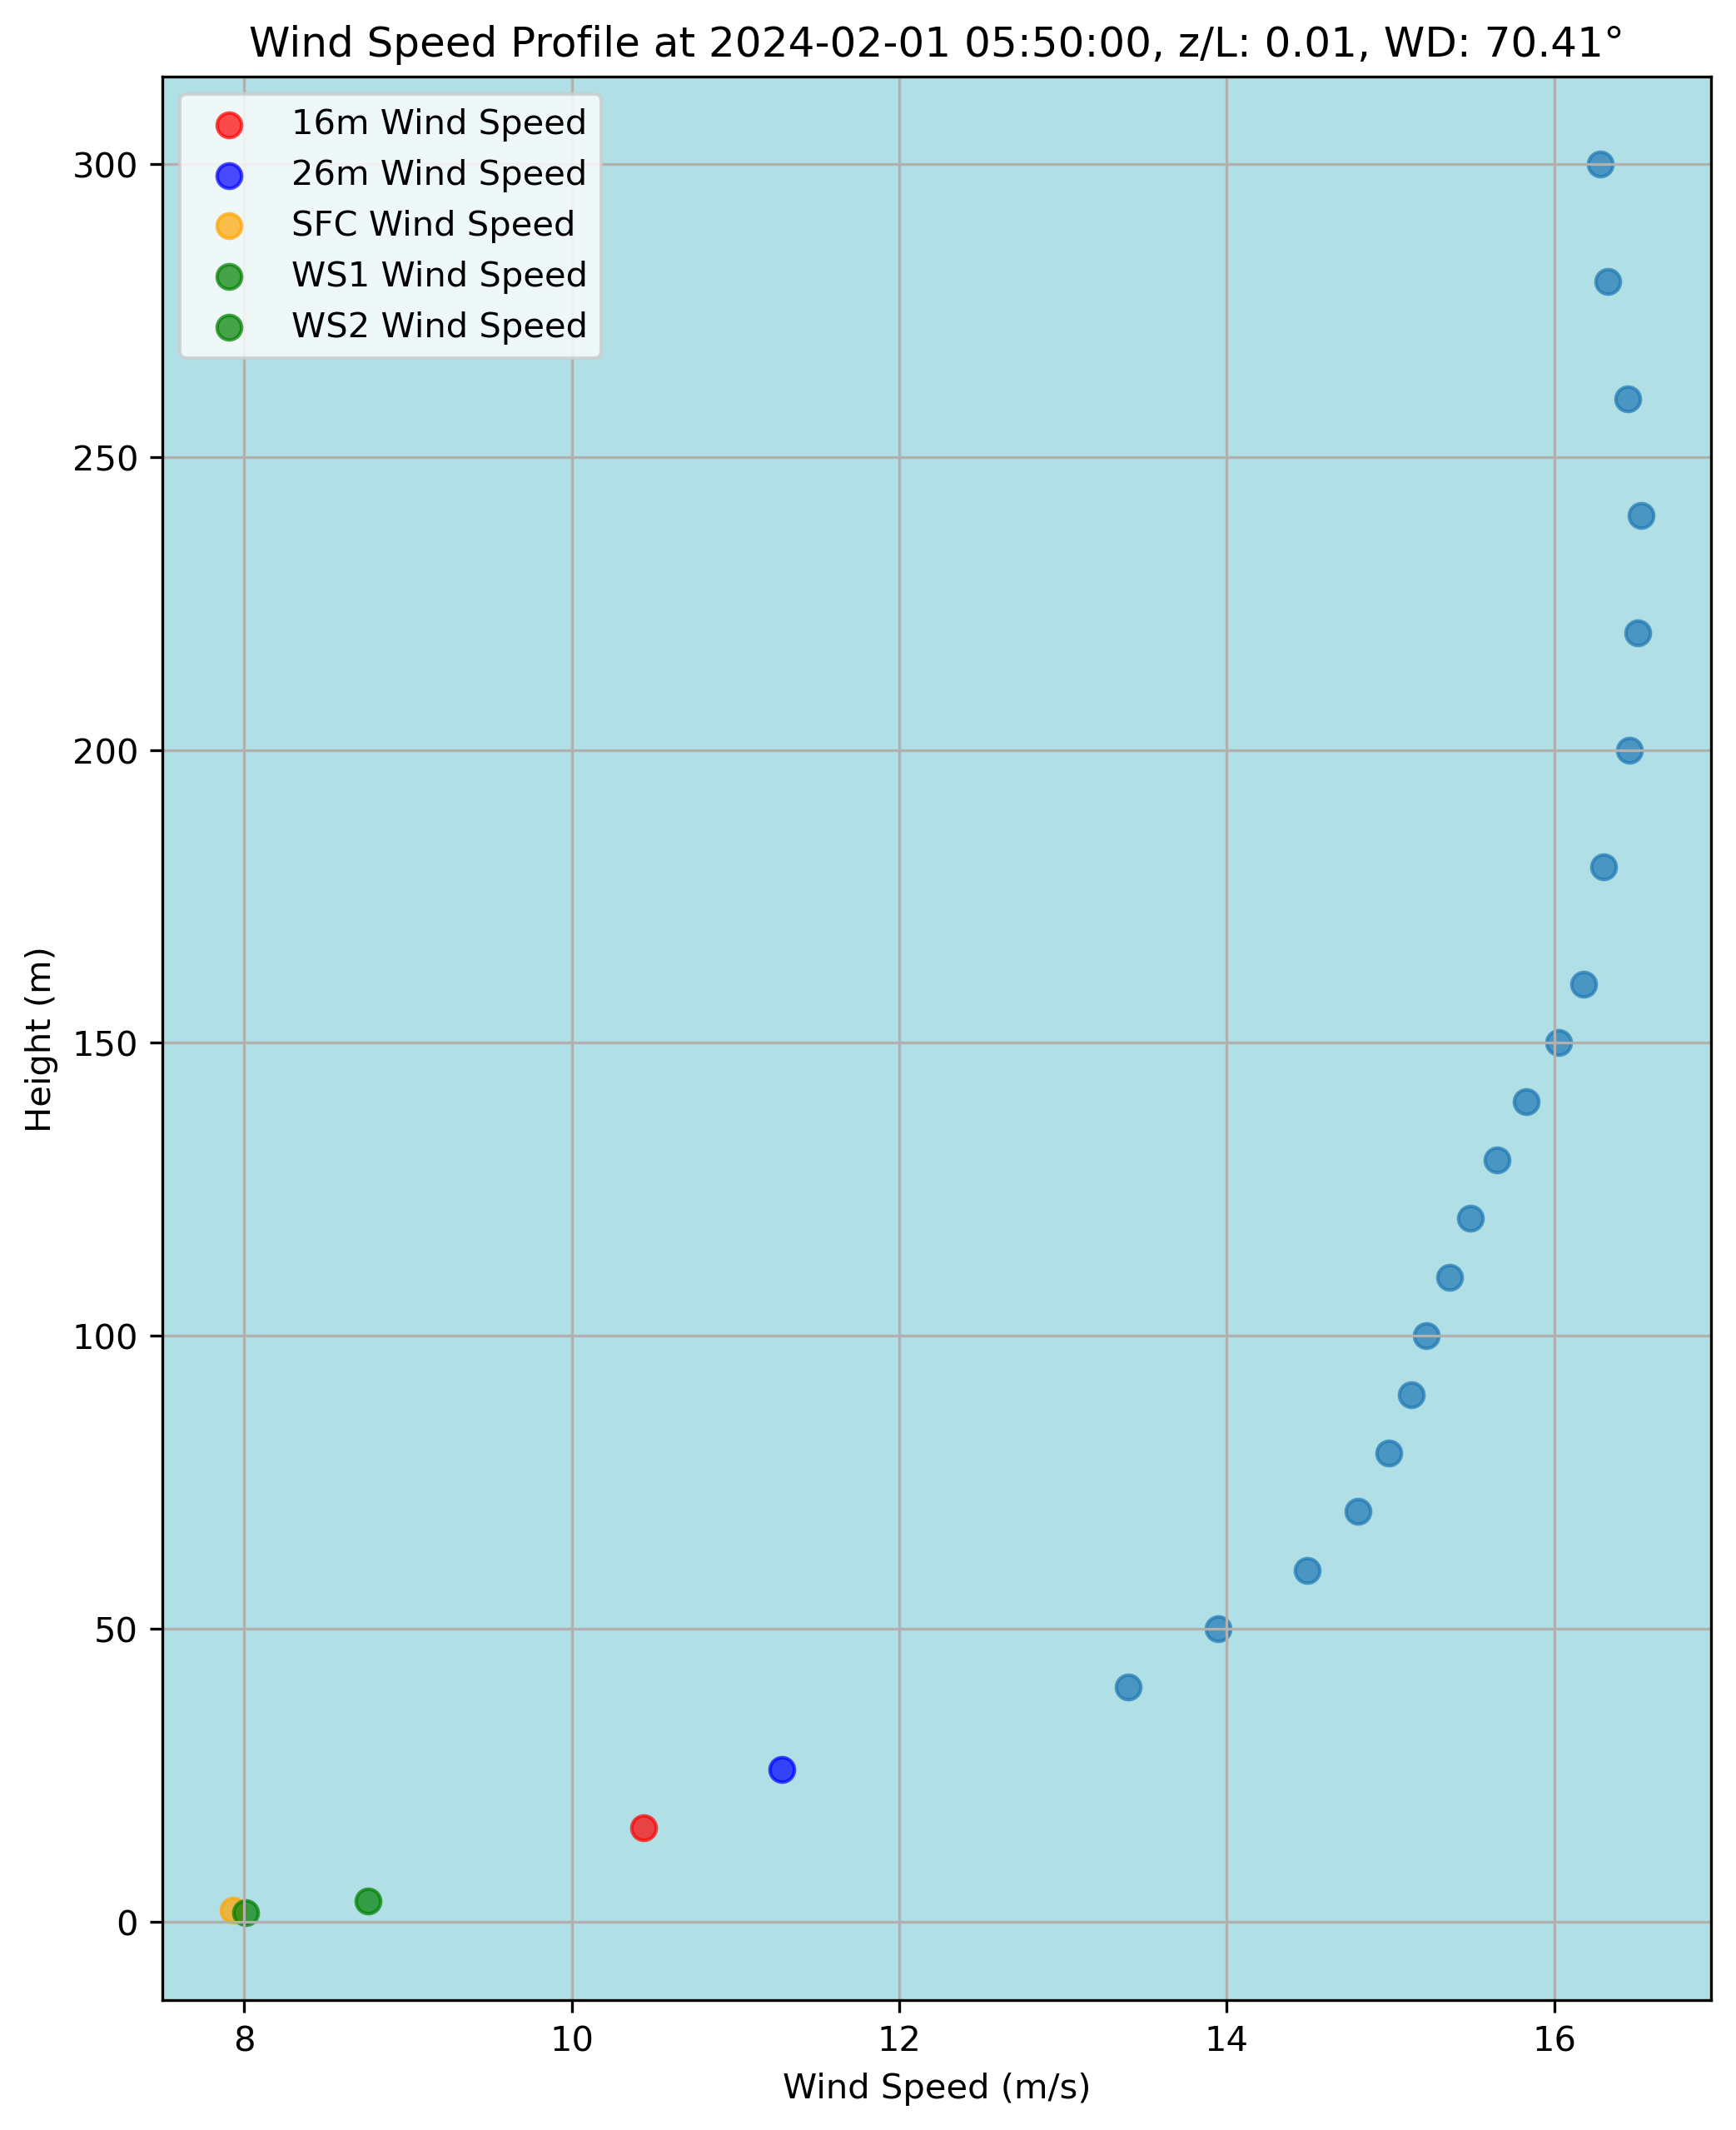 Wind Speed Profile at 2024-02-01 05:50:00, z/L: 0.01, WD: 70.41°
16m Wind Speed
26m Wind Speed
SFC Wind Speed
WS1 Wind Speed
WS2 Wind Speed
300
250
200
150
100
50
0
Height (m)
8 10 12 14 16
Wind Speed (m/s)